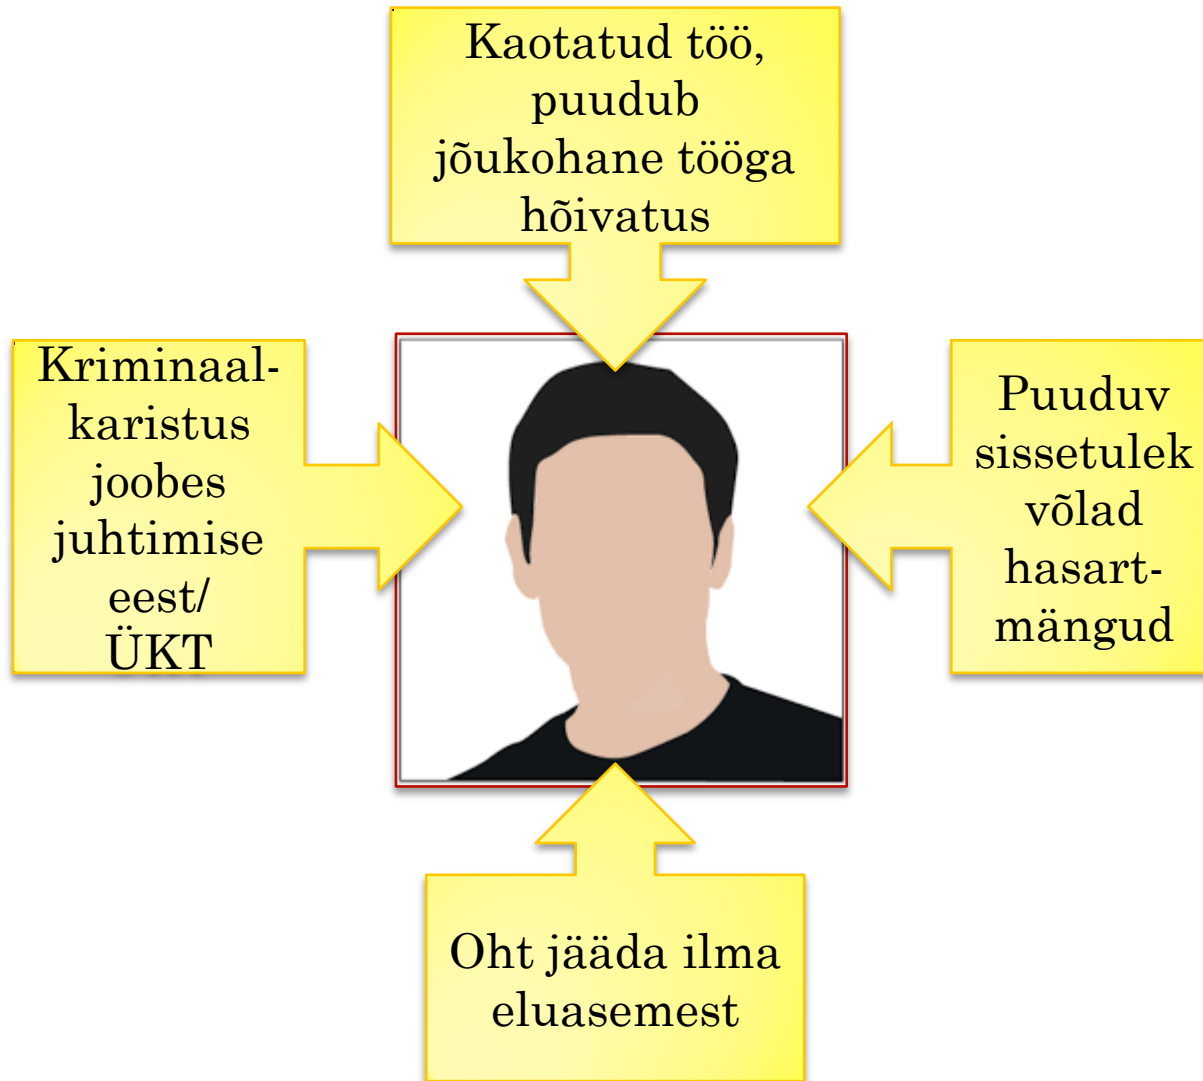 Kaotatud töö,
puudub
jõukohane tööga
hõivatus
Kriminaal-
karistus
joobes
juhtimise
eest/
ÜKT
Puuduv
sissetulek
võlad
hasart-
mängud
Oht jääda ilma
eluasemest